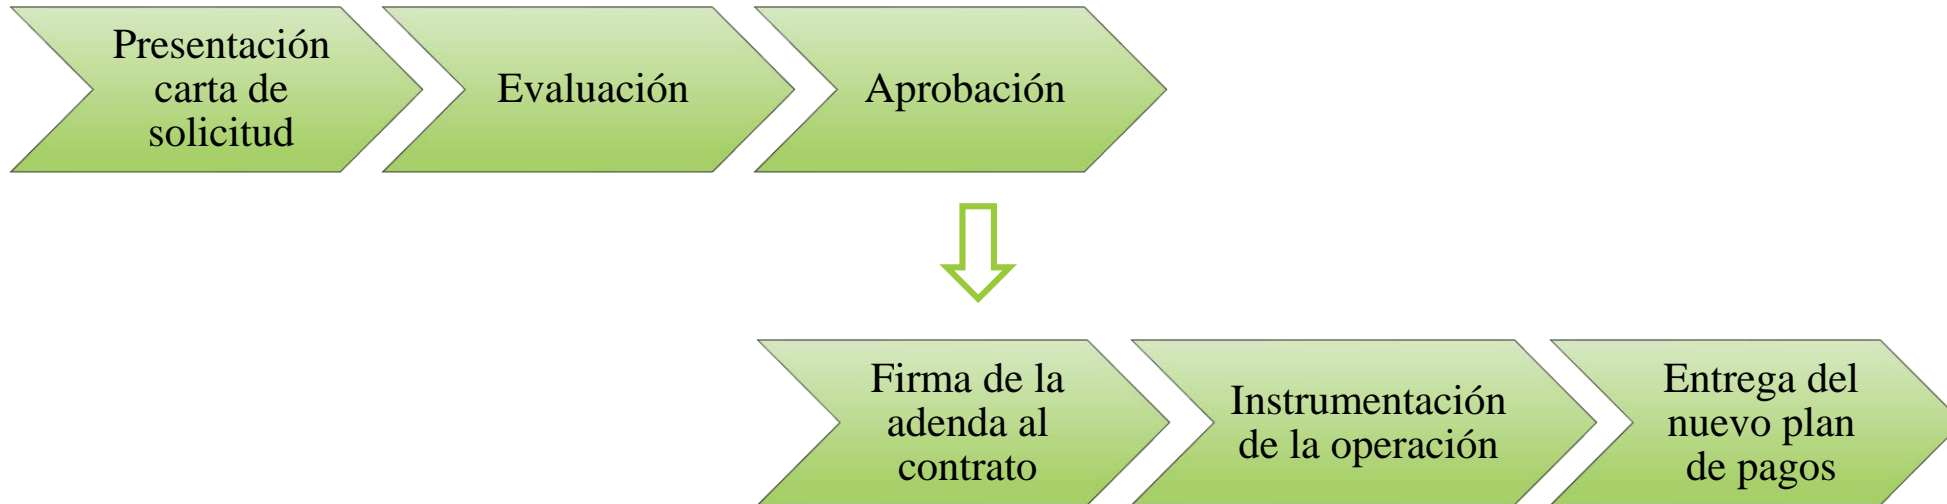 Presentación
carta de
solicitud
Evaluación
Aprobación
Firma de la
adenda al
contrato
Instrumentación
de la operación
Entrega del
nuevo plan
de pagos